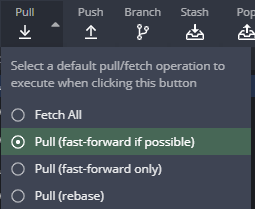 Pull Push Branch Stash Pop
Select a default pull/fetch operation to
execute when clicking this button
Fetch All
Pull (fast-forward if possible)
Pull (fast-forward only)
Pull (rebase)